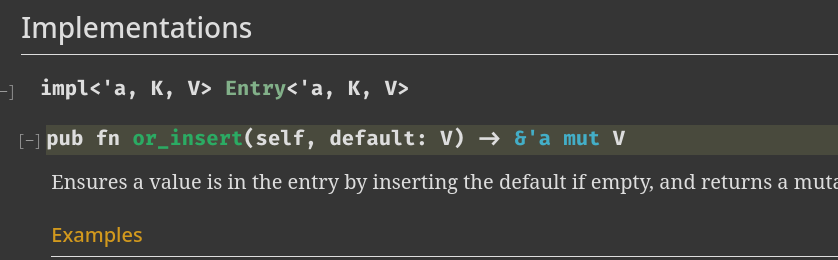 Implementations
[−] impl<'a, K, V> Entry<'a, K, V>
[−] pub fn or_insert(self, default: V) -> &'a mut V
Ensures a value is in the entry by inserting the default if empty, and returns a
Examples